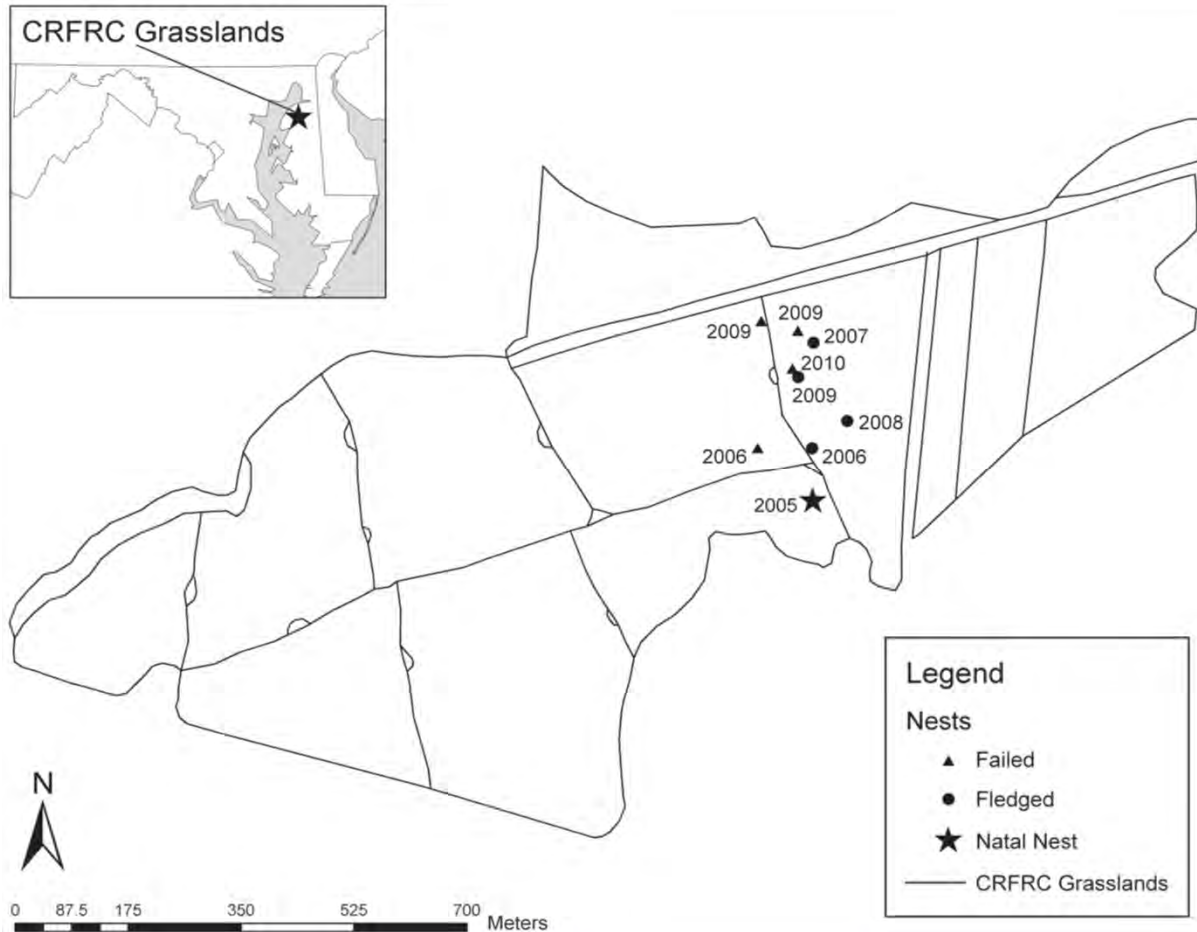 CRFRC Grasslands
2009
2009
2007
2010
2009
2008
2006
2006
2005
Legend
Nests
Failed
Fledged
Natal Nest
CRFRC Grasslands
N
0 87.5 175 350 525 700
Meters